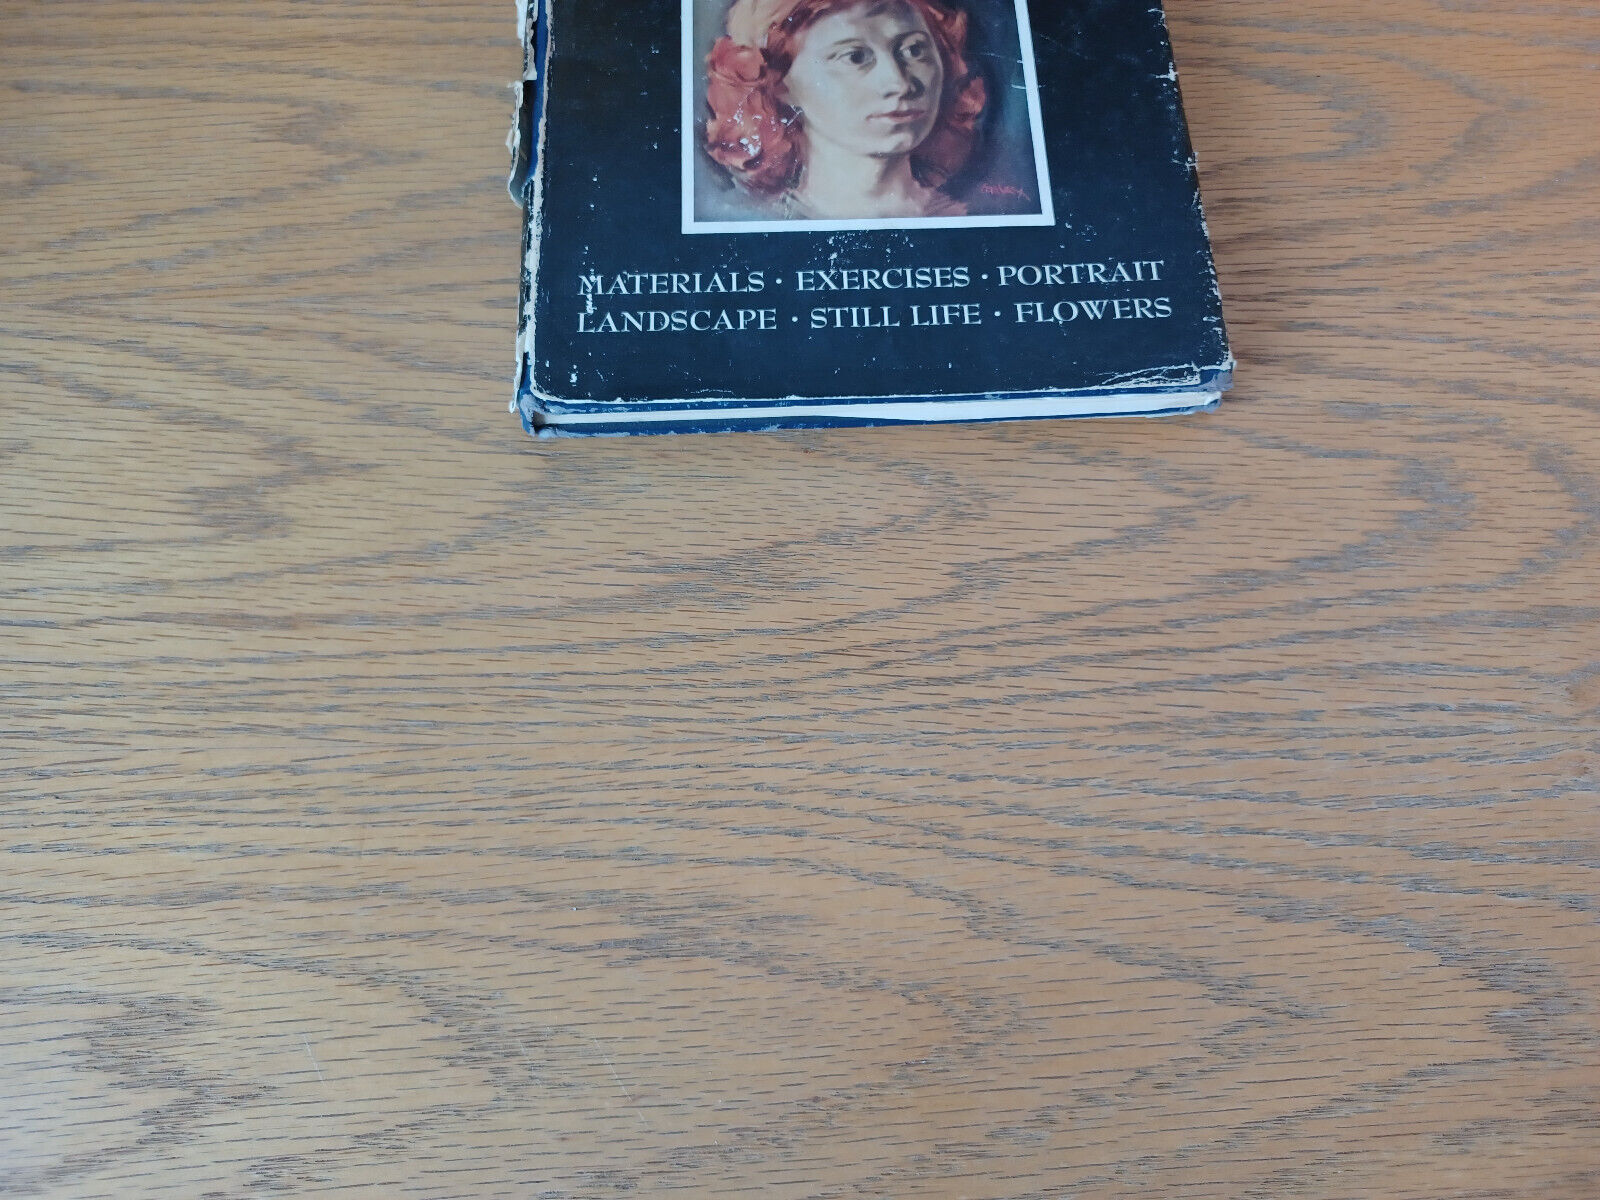 MATERIALS · EXERCISES · PORTRAIT
LANDSCAPE · STILL LIFE · FLOWERS